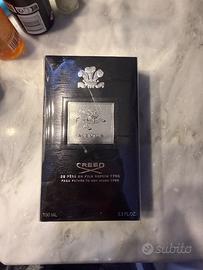 CREED
DE PÈRE EN FILS DEPUIS 1760
FROM FATHER TO SON SINCE 1760
100 ML
3.3 FL.OZ
subito